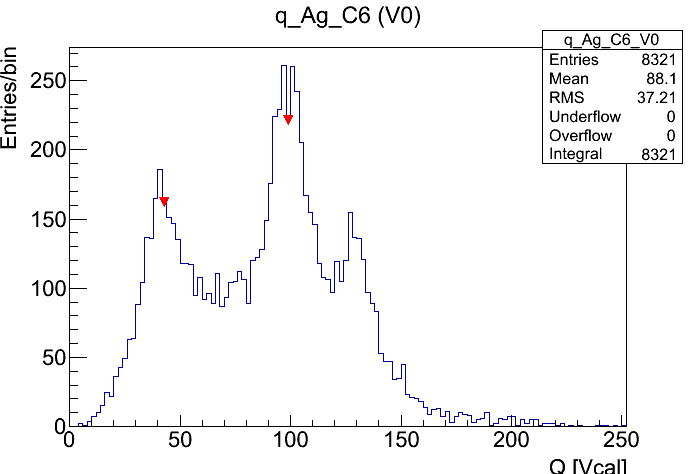 q_Ag_C6 (V0)
q_Ag_C6_V0
Entries 8321
Mean 88.1
RMS 37.21
Underflow 0
Overflow 0
Integral 8321
Entries/bin
250
200
150
100
50
0
0 50 100 150 200 250
Q [Vcal]